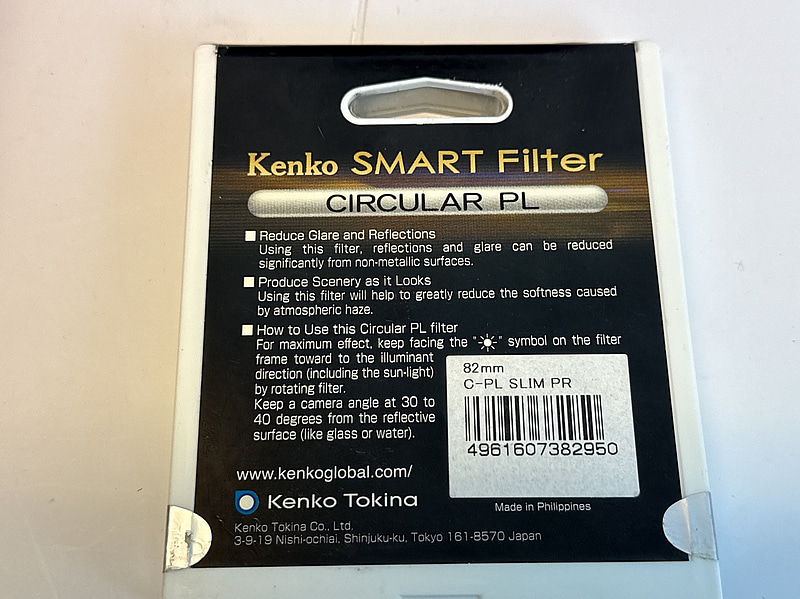 Kenko SMART Filter
CIRCULAR PL
Reduce Glare and Reflections
Using this filter, reflections and glare can be reduced
significantly from non-metallic surfaces.
Produce Scenery as it Looks
Using this filter will help to greatly reduce the softness caused
by atmospheric haze.
How to Use this Circular PL filter
For maximum effect, keep facing the "☀" symbol on the filter
frame toward to the illuminant
direction (including the sun-light)
by rotating filter.
Keep a camera angle at 30 to
40 degrees from the reflective
surface (like glass or water).
82mm
C-PL SLIM PR
4961607382950
www.kenkoglobal.com/
Kenko Tokina
Made in Philippines
Kenko Tokina Co., Ltd.
3-9-19 Nishi-ochiai, Shinjuku-ku, Tokyo 161-8570 Japan